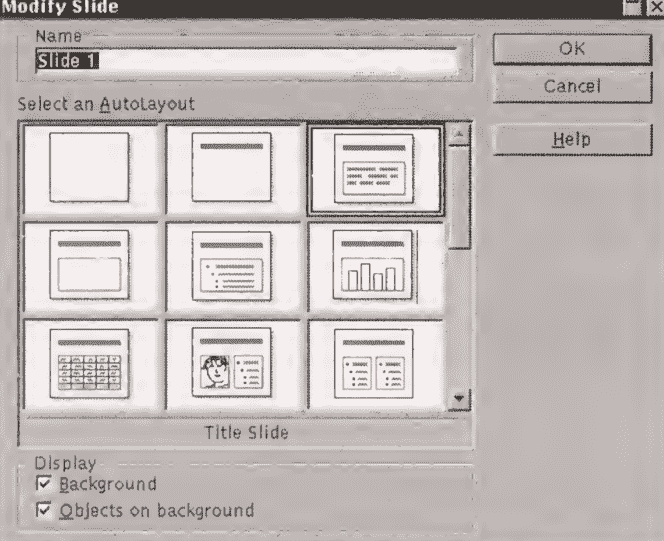 Modify Slide
Name
Slide 1
OK
Cancel
Help
Select an AutoLayout
Title Slide
Display
Background
Objects on background